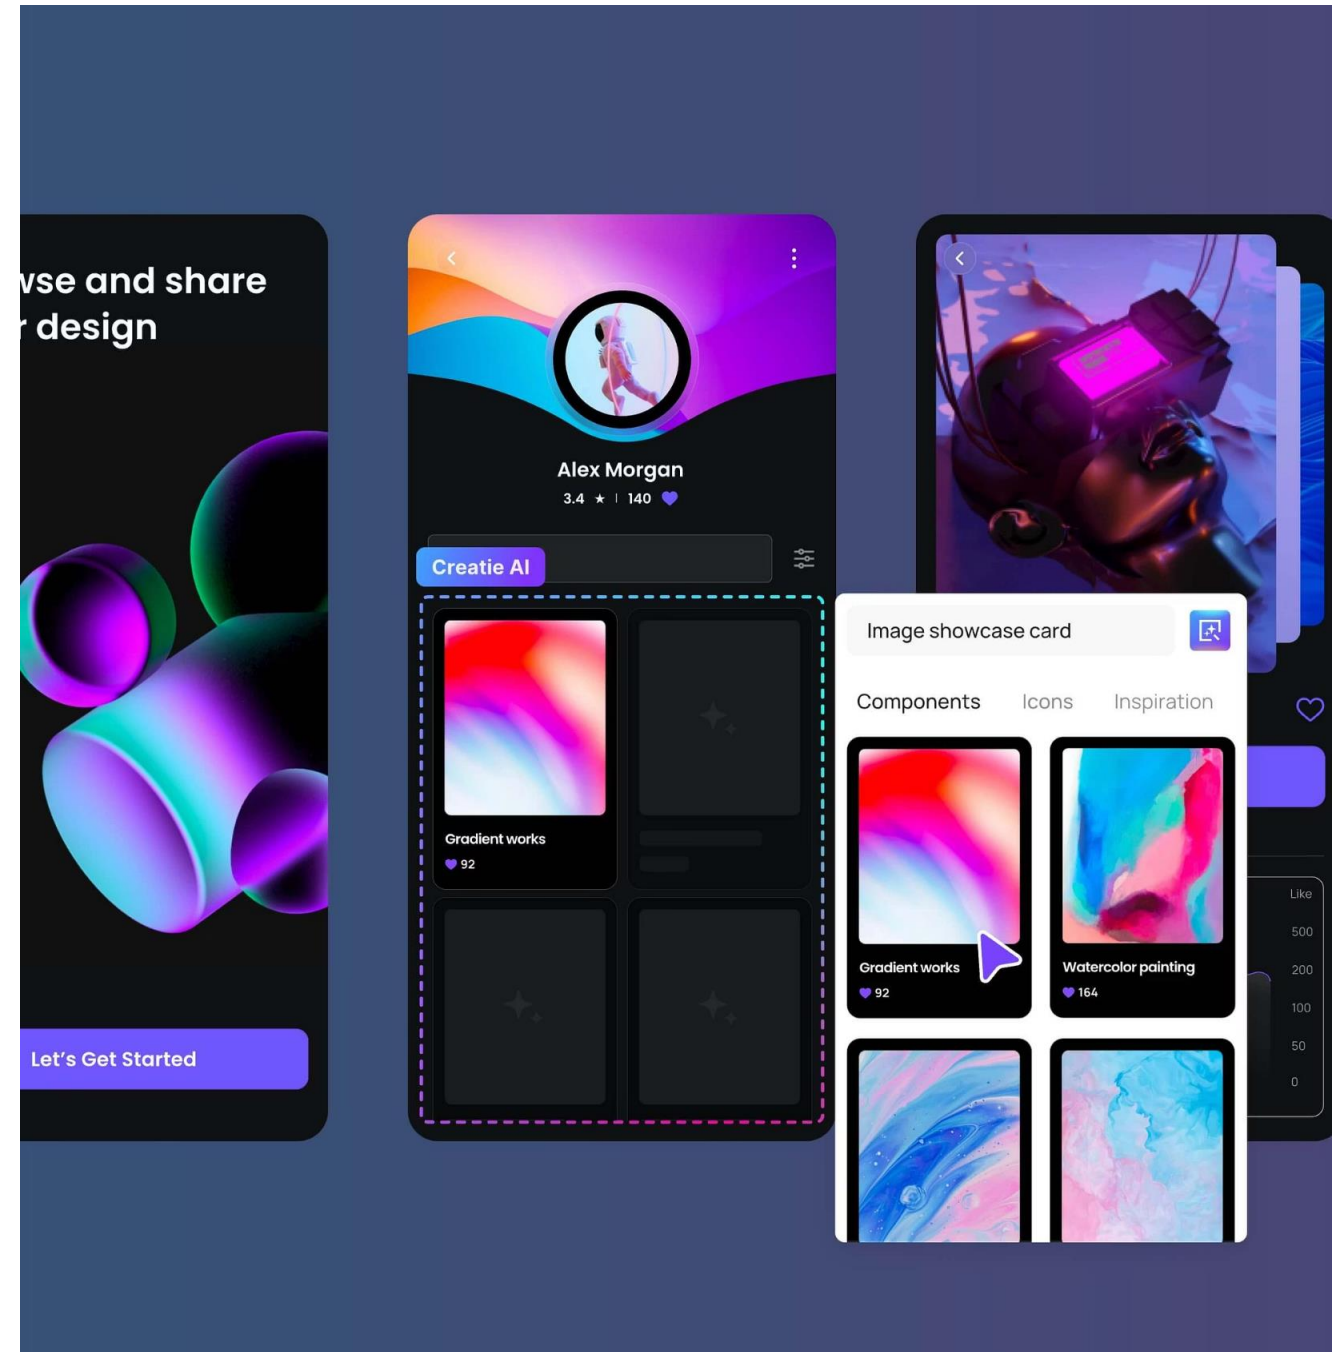 wse and share
r design
Let's Get Started
Alex Morgan
3.4 ★ | 140
Creatie AI
Gradient works
92
Image showcase card
Components Icons Inspiration
Gradient works
92
Watercolor painting
164
Like
500
200
100
50
0